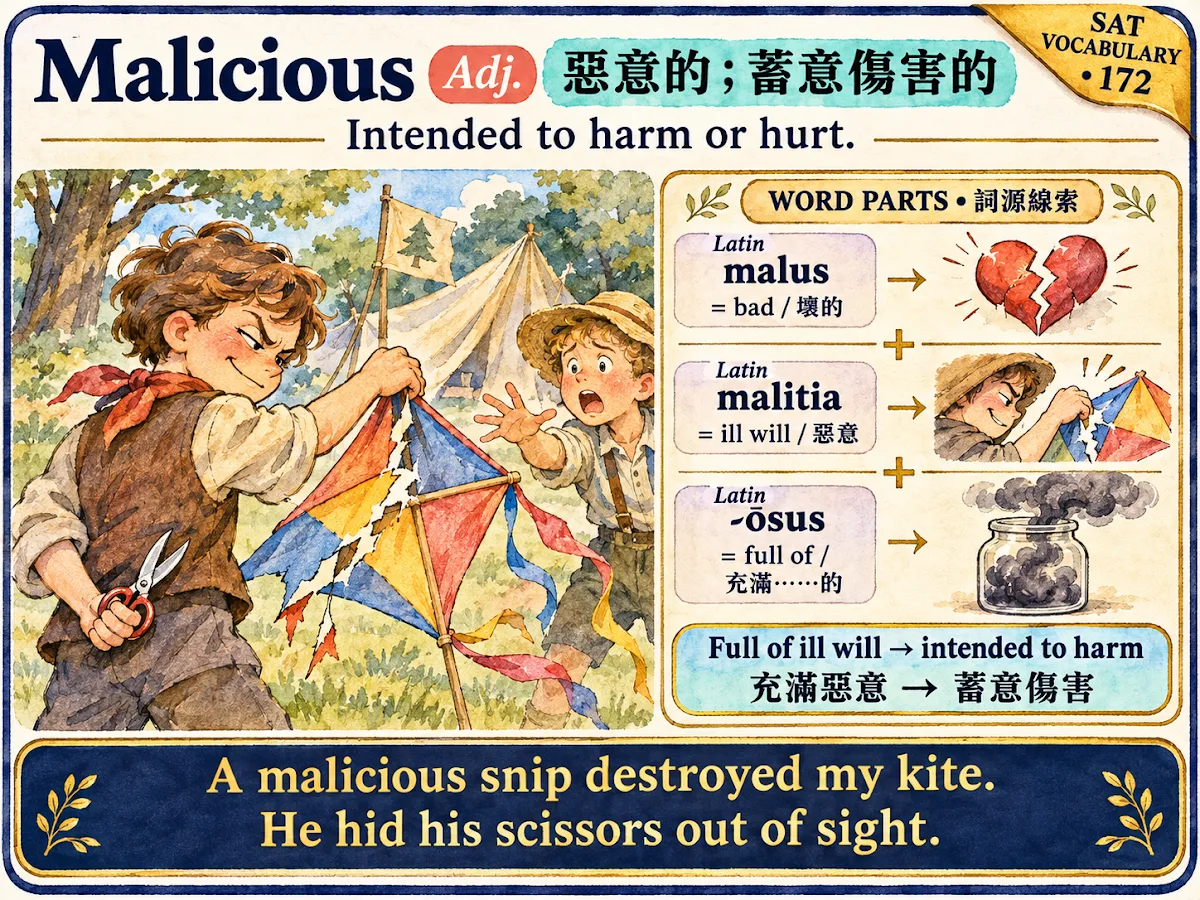 Malicious Adj. 惡意的；蓄意傷害的
SAT
VOCABULARY
• 172
Intended to harm or hurt.
WORD PARTS • 詞源線索
Latin
malus
= bad / 壞的
+
Latin
malitia
= ill will / 惡意
+
Latin
-ōsus
= full of /
充滿……的
Full of ill will → intended to harm
充滿惡意 → 蓄意傷害
A malicious snip destroyed my kite.
He hid his scissors out of sight.